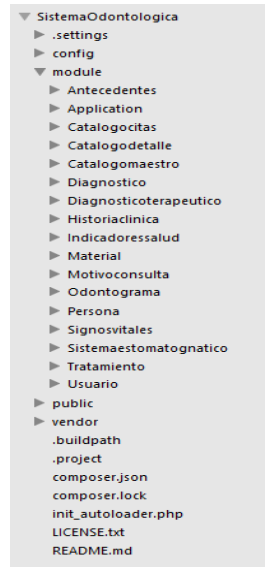 SistemaOdontologica
.settings
config
module
Antecedentes
Application
Catalogocitas
Catalogodetalle
Catalogomaestro
Diagnostico
Diagnosticoterapeutico
Historiaclinica
Indicadoressalud
Material
Motivoconsulta
Odontograma
Persona
Signosvitales
Sistemaestomatognatico
Tratamiento
Usuario
public
vendor
.buildpath
.project
composer.json
composer.lock
init_autoloader.php
LICENSE.txt
README.md